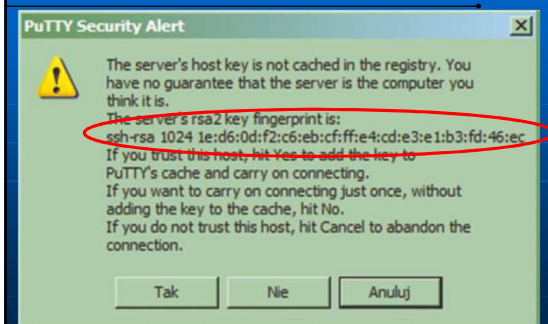 PuTTY Security Alert
The server's host key is not cached in the registry. You
have no guarantee that the server is the computer you
think it is.
The server's rsa2 key fingerprint is:
ssh-rsa 1024 1e:d6:0d:f2:c6:eb:cf:ff:e4:cd:e3:e1:b3:fd:46:ec
If you trust this host, hit Yes to add the key to
PuTTY's cache and carry on connecting.
If you want to carry on connecting just once, without
adding the key to the cache, hit No.
If you do not trust this host, hit Cancel to abandon the
connection.
Tak
Nie
Anuluj